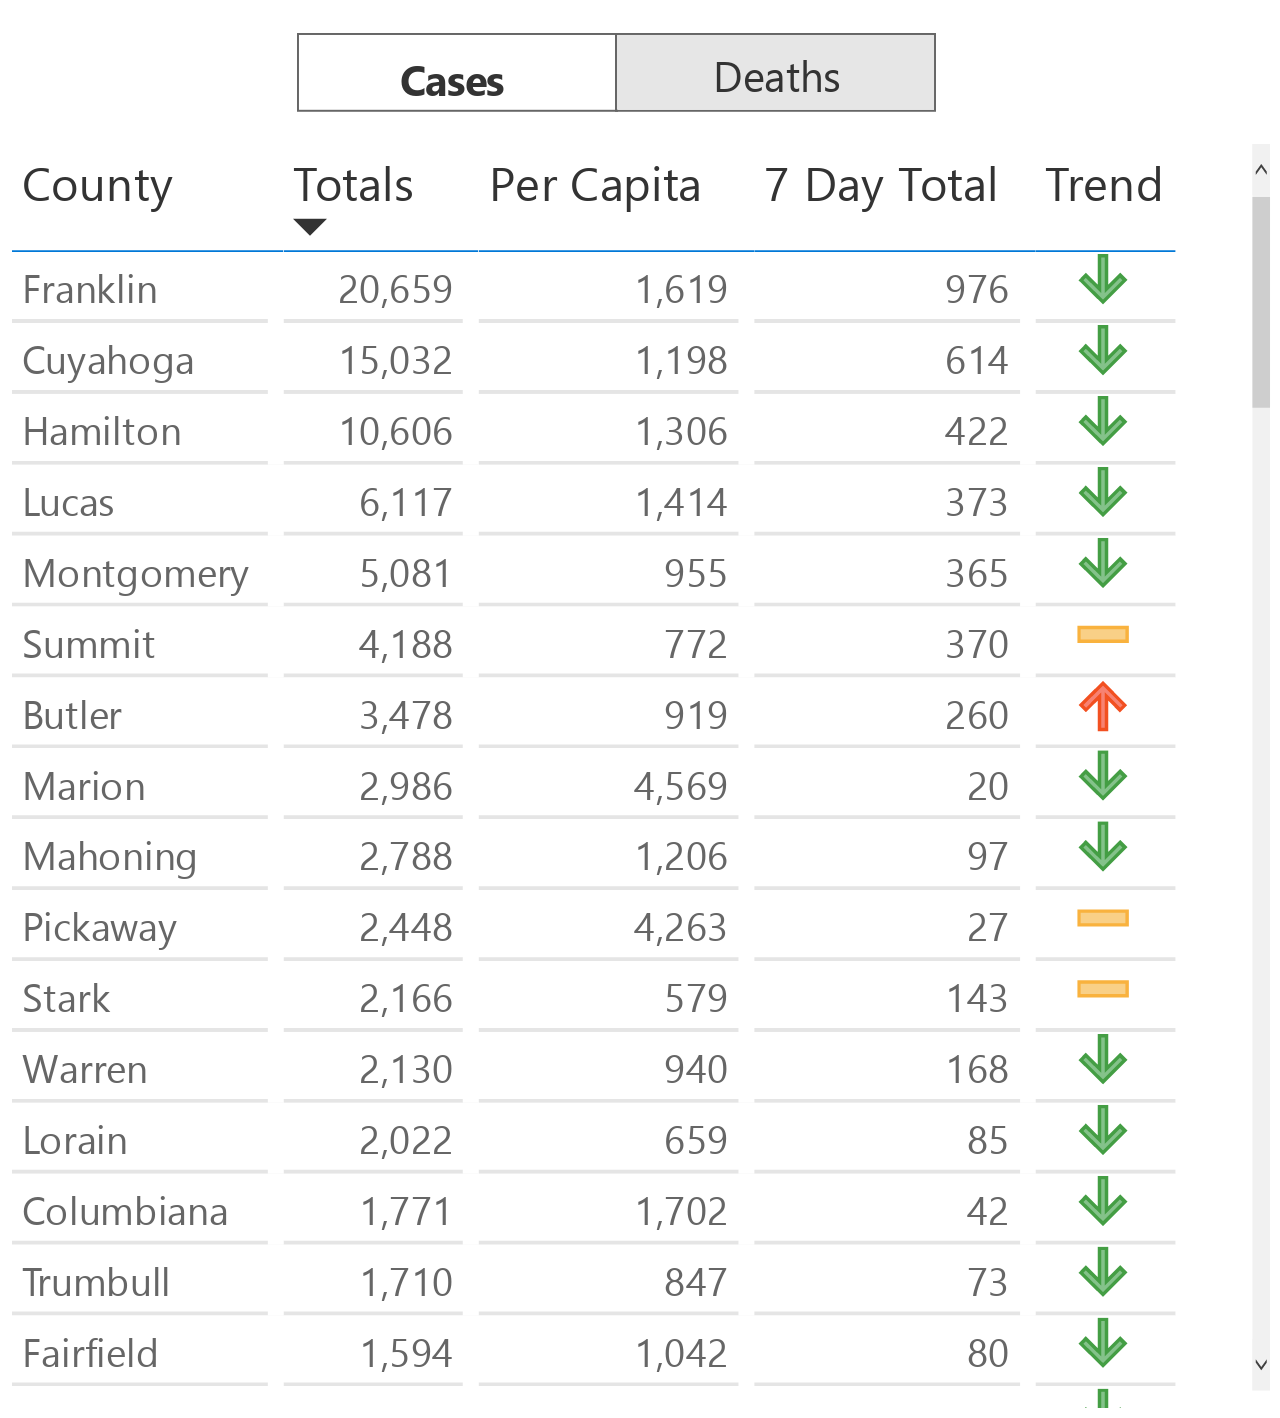 Cases Deaths
County Totals Per Capita 7 Day Total Trend
Franklin 20,659 1,619 976
Cuyahoga 15,032 1,198 614
Hamilton 10,606 1,306 422
Lucas 6,117 1,414 373
Montgomery 5,081 955 365
Summit 4,188 772 370
Butler 3,478 919 260
Marion 2,986 4,569 20
Mahoning 2,788 1,206 97
Pickaway 2,448 4,263 27
Stark 2,166 579 143
Warren 2,130 940 168
Lorain 2,022 659 85
Columbiana 1,771 1,702 42
Trumbull 1,710 847 73
Fairfield 1,594 1,042 80